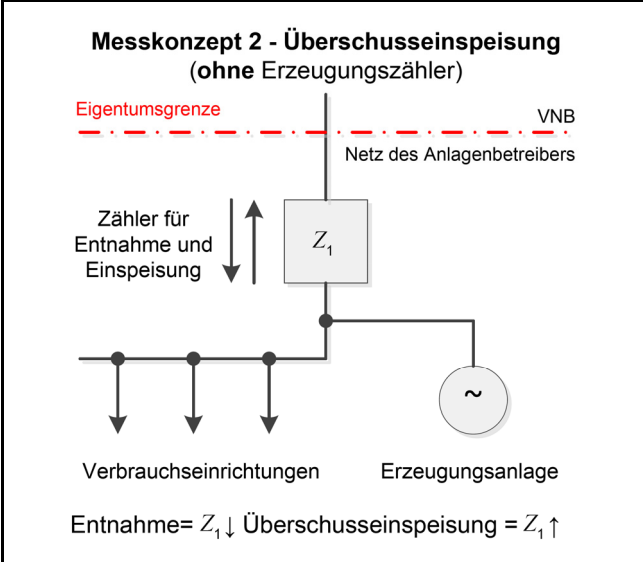 Messkonzept 2 - Überschusseinspeisung
(ohne Erzeugungszähler)
Eigentumsgrenze
VNB
Netz des Anlagenbetreibers
Zähler für
Entnahme und
Einspeisung
Z₁
~
Verbrauchseinrichtungen
Erzeugungsanlage
Entnahme= Z₁↓ Überschusseinspeisung = Z₁↑